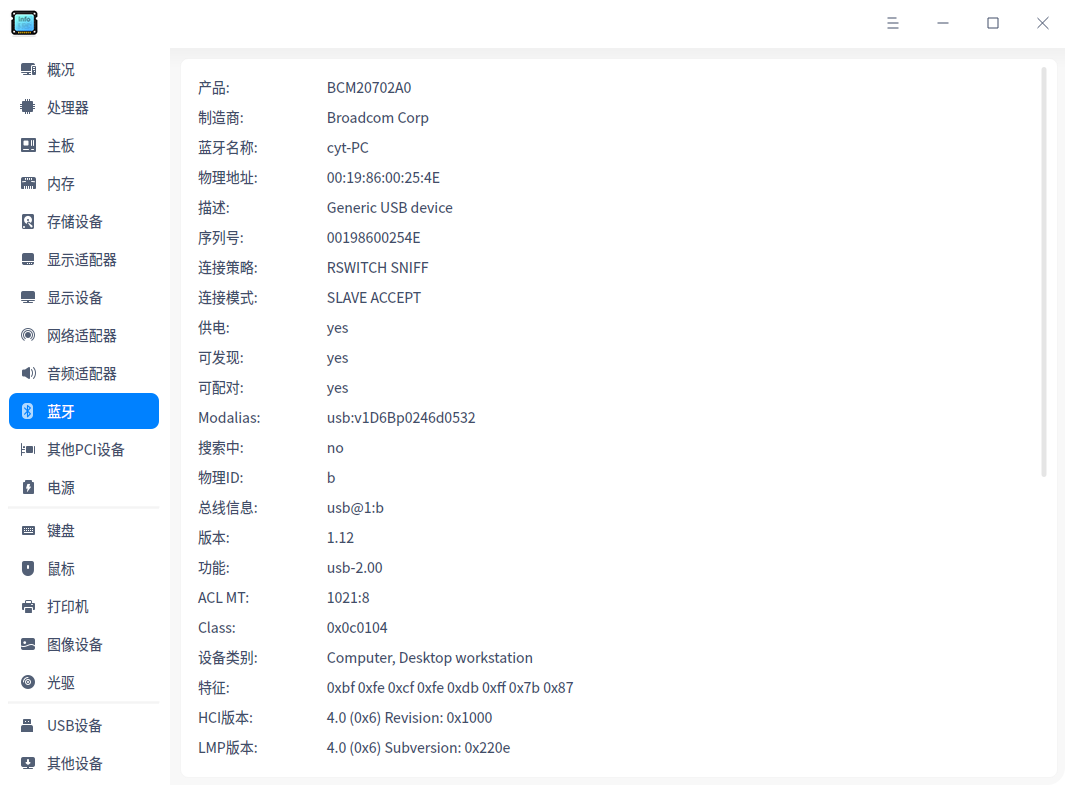 info
概况
处理器
主板
内存
存储设备
显示适配器
显示设备
网络适配器
音频适配器
蓝牙
其他PCI设备
电源
键盘
鼠标
打印机
图像设备
光驱
USB设备
其他设备
产品: BCM20702A0
制造商: Broadcom Corp
蓝牙名称: cyt-PC
物理地址: 00:19:86:00:25:4E
描述: Generic USB device
序列号: 00198600254E
连接策略: RSWITCH SNIFF
连接模式: SLAVE ACCEPT
供电: yes
可发现: yes
可配对: yes
Modalias: usb:v1D6Bp0246d0532
搜索中: no
物理ID: b
总线信息: usb@1:b
版本: 1.12
功能: usb-2.00
ACL MT: 1021:8
Class: 0x0c0104
设备类别: Computer, Desktop workstation
特征: 0xbf 0xfe 0xcf 0xfe 0xdb 0xff 0x7b 0x87
HCI版本: 4.0 (0x6) Revision: 0x1000
LMP版本: 4.0 (0x6) Subversion: 0x220e